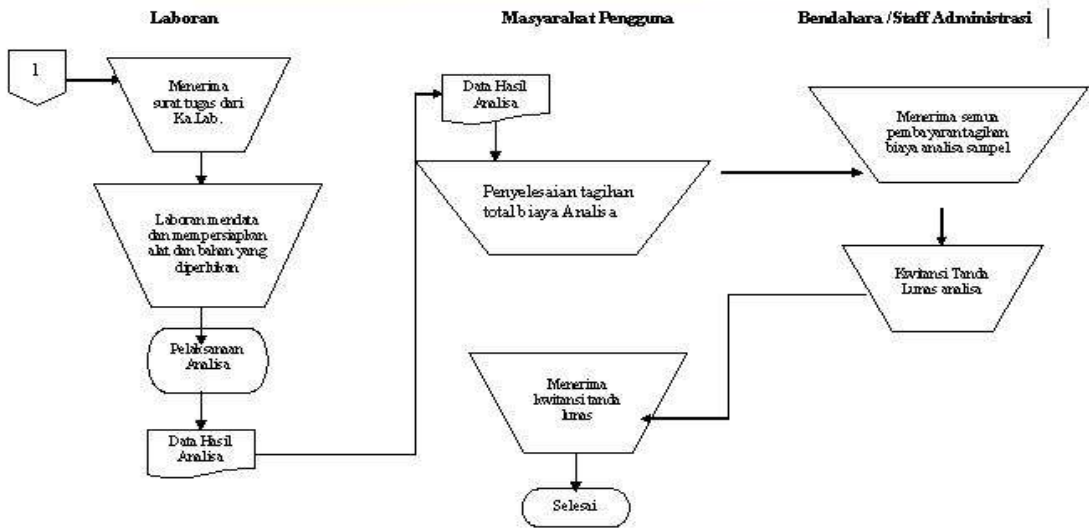 Laboran
Masyarakat Pengguna
Bendahara / Staff Administrasi
1
Menerima
surat tugas dari
Ka.Lab.
Laboran mendata
dan mempersiapkan
alat dan bahan yang
diperlukan
Pelaksanaan
Analisa
Data Hasil
Analisa
Data Hasil
Analisa
Penyelesaian tagihan
total biaya Analisa
Menerima semua
pembayaran tagihan
biaya analisa sampel
Kwitansi Tanda
Lunas analisa
Menerima
kwitansi tanda
lunas
Selesai